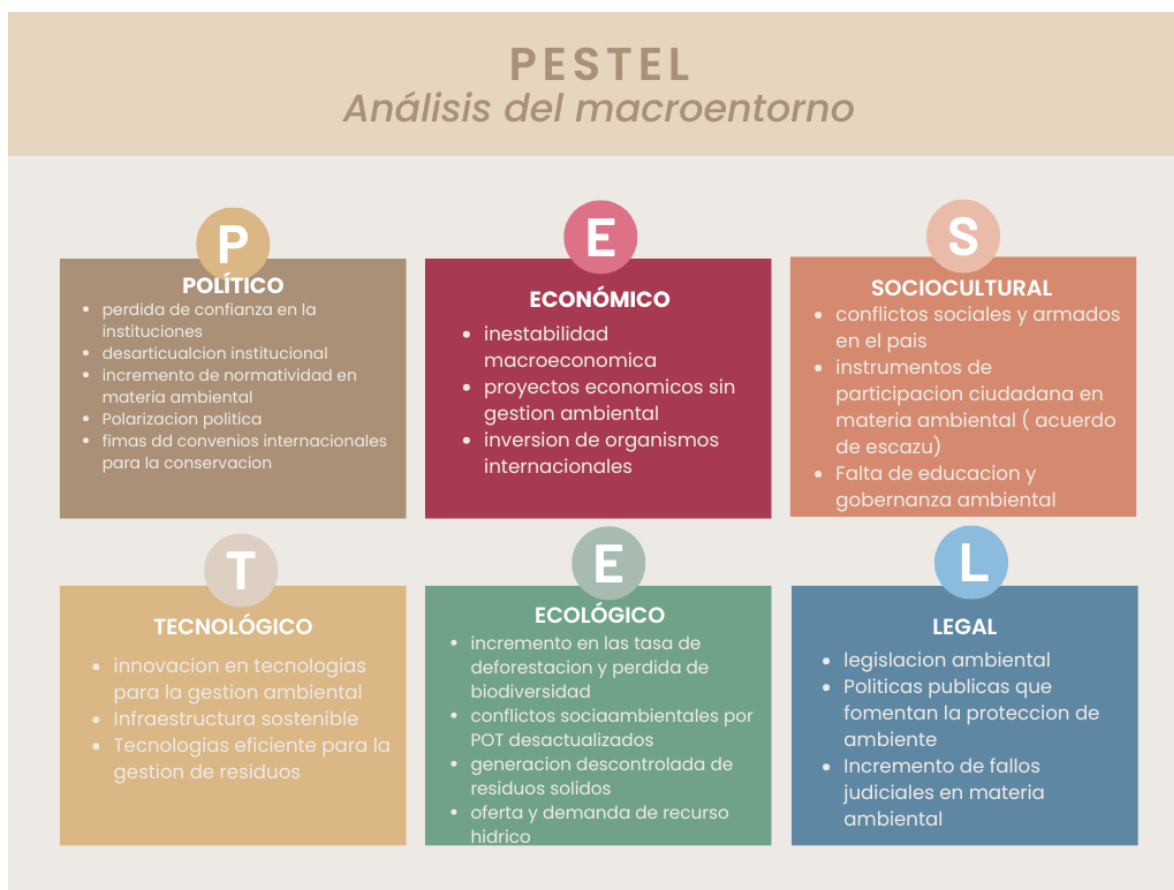 PESTEL
Análisis del macroentorno
P
POLÍTICO
• perdida de confianza en la
instituciones
• desarticualcion institucional
• incremento de normatividad en
materia ambiental
• Polarizacion politica
• fimas dd convenios internacionales
para la conservacion
E
ECONÓMICO
• inestabilidad
macroeconomica
• proyectos economicos sin
gestion ambiental
• inversion de organismos
internacionales
S
SOCIOCULTURAL
• conflictos sociales y armados
en el pais
• instrumentos de
participacion ciudadana en
materia ambiental ( acuerdo
de escazu)
• Falta de educacion y
gobernanza ambiental
T
TECNOLÓGICO
• innovacion en tecnologias
para la gestion ambiental
• Infraestructura sostenible
• Tecnologias eficiente para la
gestion de residuos
E
ECOLÓGICO
• incremento en las tasa de
deforestacion y perdida de
biodiversidad
• conflictos sociaambientales por
POT desactualizados
• generacion descontrolada de
residuos solidos
• oferta y demanda de recurso
hidrico
L
LEGAL
• legislacion ambiental
• Politicas publicas que
fomentan la proteccion de
ambiente
• Incremento de fallos
judiciales en materia
ambiental